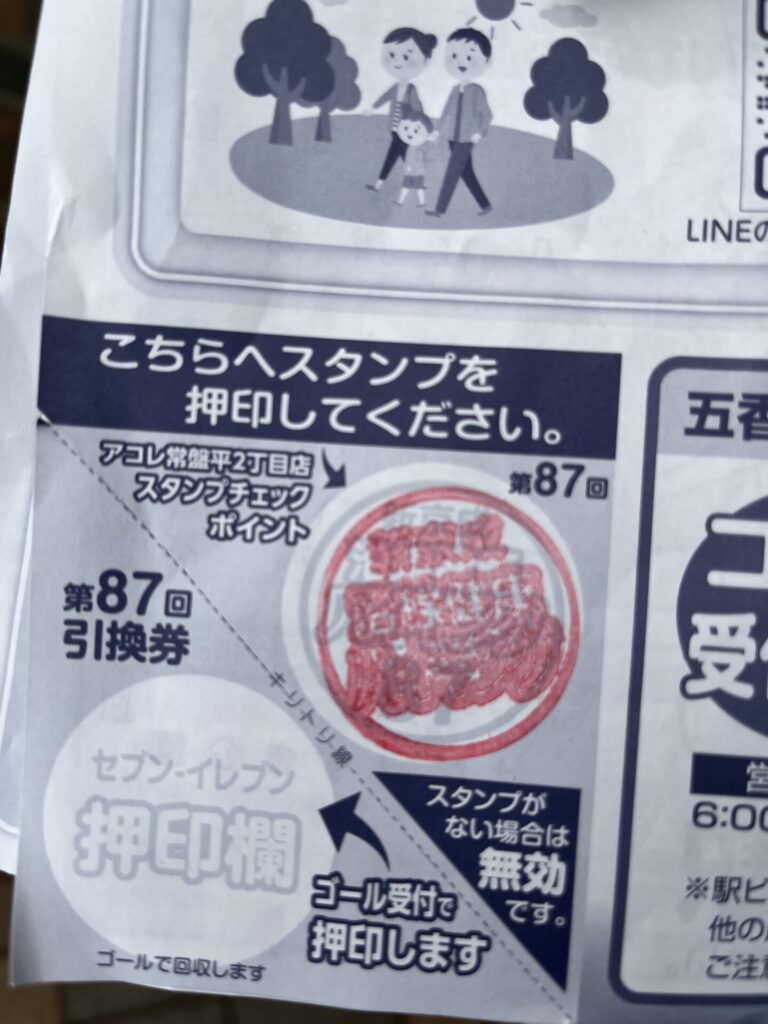 LINEの
こちらへスタンプを
押印してください。
アコレ常盤平2丁目店
スタンプチェック
ポイント
第87回
第87回
引換券
キリトリ線
セブン-イレブン
押印欄
ゴール受付で
押印します
ゴールで回収します
スタンプが
ない場合は
無効
です。
五香
受付
営
6:00
※駅ビ
他の
ご注意